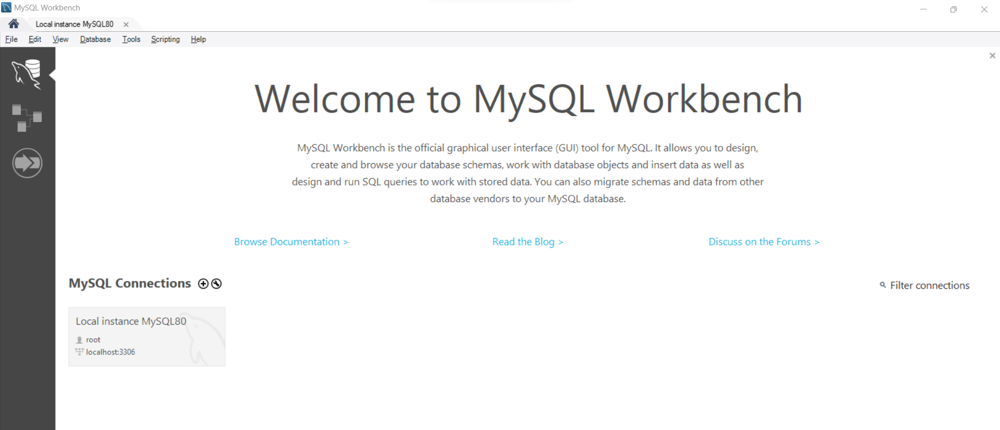 MySQL Workbench
Local instance MySQL80
File Edit View Database Tools Scripting Help
Welcome to MySQL Workbench
MySQL Workbench is the official graphical user interface (GUI) tool for MySQL. It allows you to design,
create and browse your database schemas, work with database objects and insert data as well as
design and run SQL queries to work with stored data. You can also migrate schemas and data from other
database vendors to your MySQL database.
Browse Documentation > Read the Blog > Discuss on the Forums >
MySQL Connections Filter connections
Local instance MySQL80
root
localhost:3306